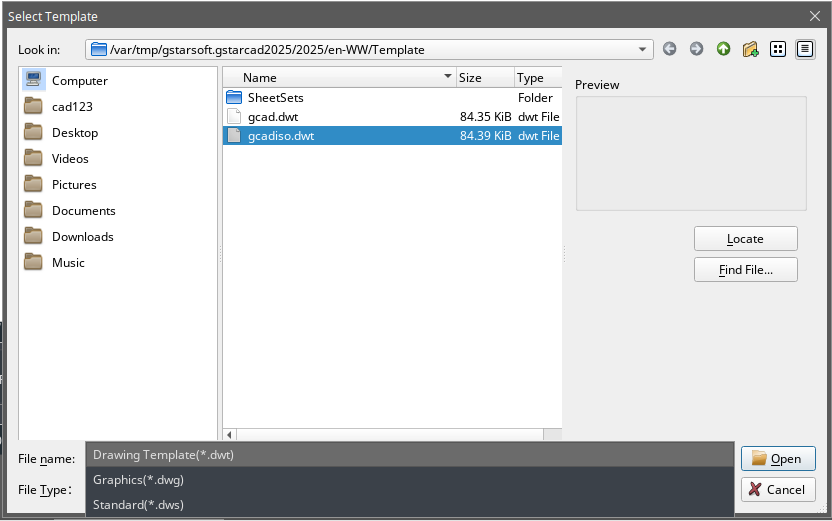 Select Template
Look in: /var/tmp/gstarsoft.gstarcad2025/2025/en-WW/Template
Computer
cad123
Desktop
Videos
Pictures
Documents
Downloads
Music
Name Size Type
SheetSets Folder
gcad.dwt 84.35 KiB dwt File
gcadiso.dwt 84.39 KiB dwt File
Preview
Locate
Find File...
File name:
File Type:
Drawing Template(*.dwt)
Graphics(*.dwg)
Standard(*.dws)
Open
Cancel